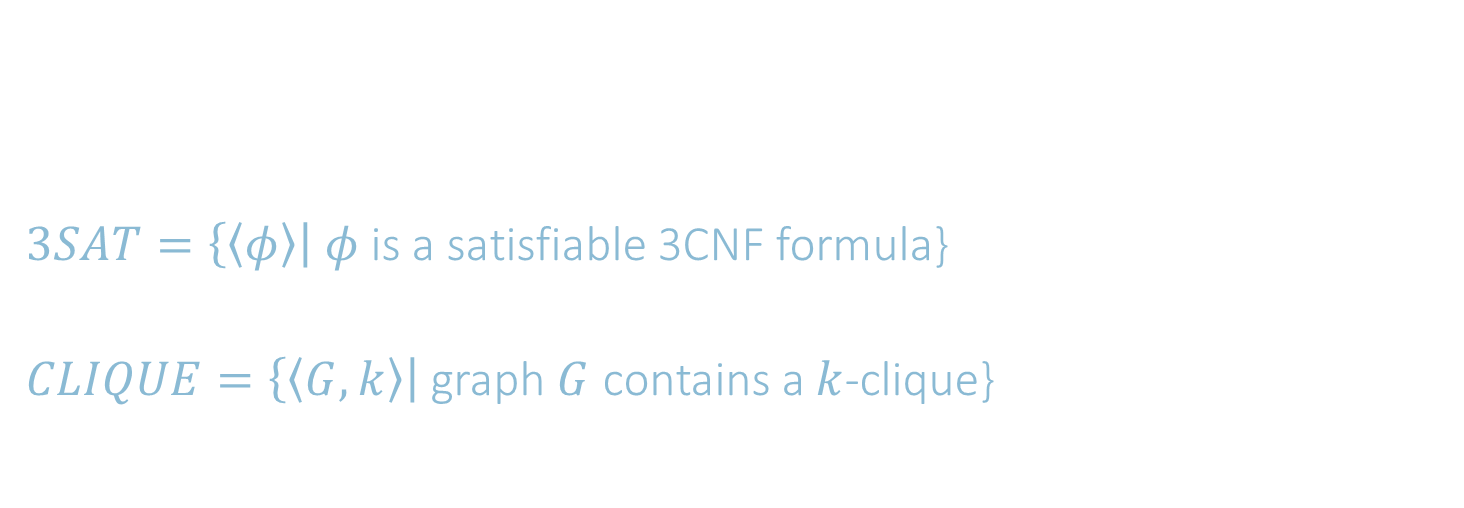 3SAT = {⟨ϕ⟩| ϕ is a satisfiable 3CNF formula}
CLIQUE = {⟨G, k⟩| graph G contains a k-clique}